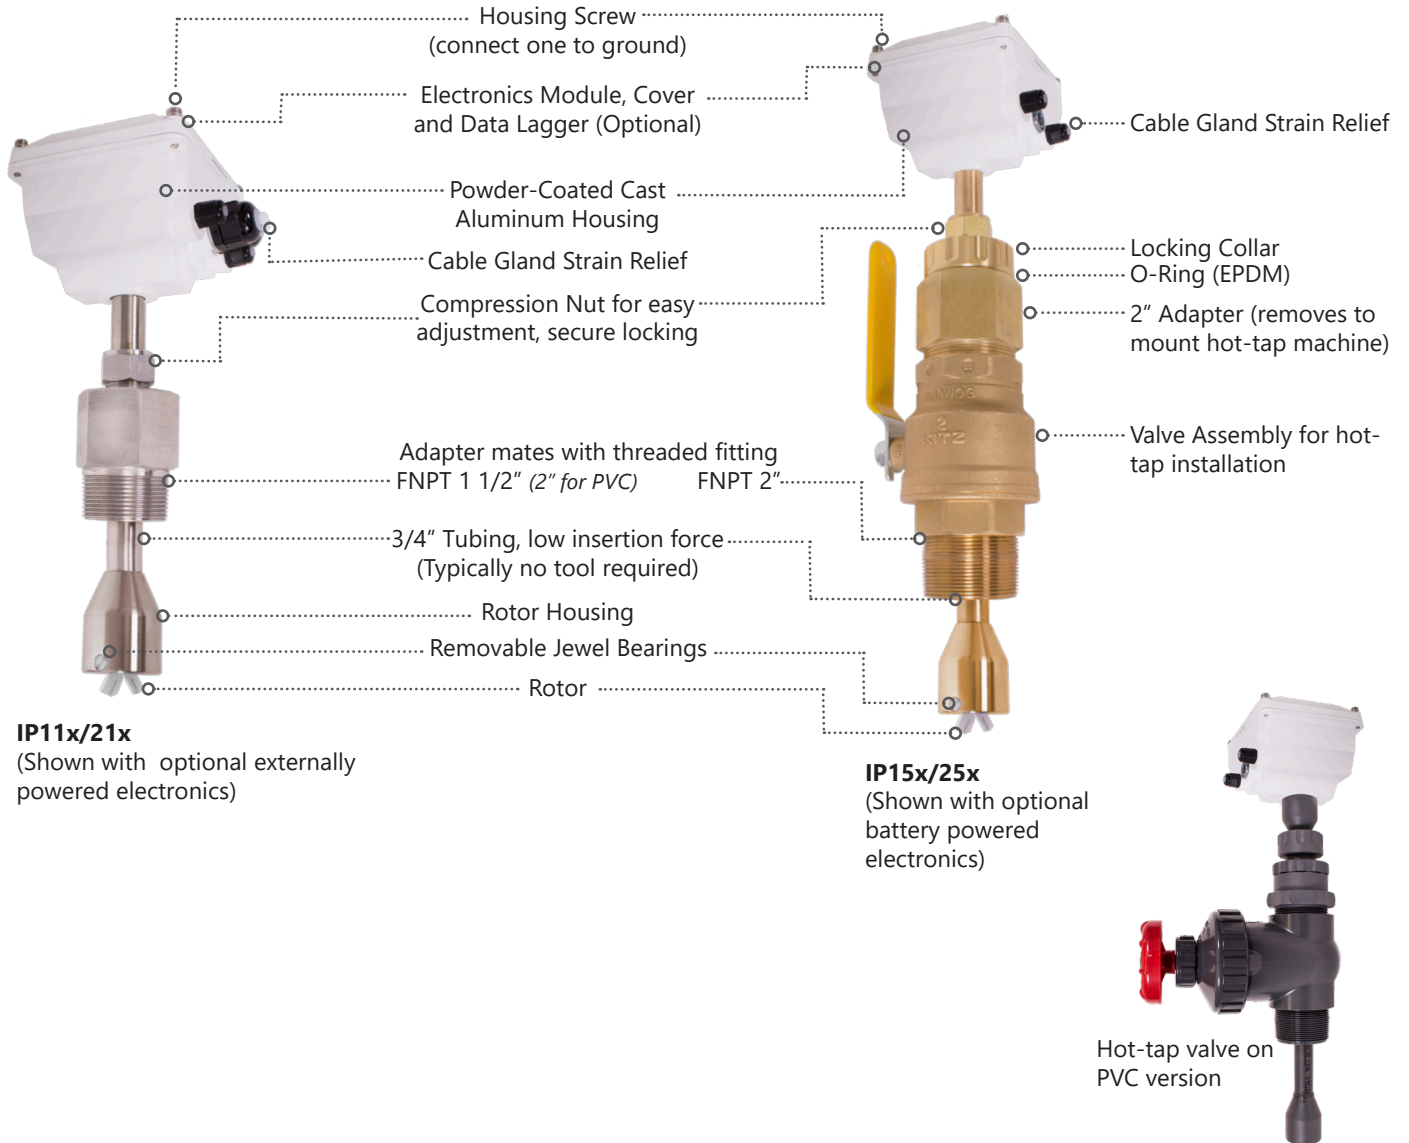 Housing Screw
(connect one to ground)
Electronics Module, Cover
and Data Lagger (Optional)
Cable Gland Strain Relief
Powder-Coated Cast
Aluminum Housing
Cable Gland Strain Relief
Locking Collar
O-Ring (EPDM)
Compression Nut for easy
adjustment, secure locking
2" Adapter (removes to
mount hot-tap machine)
Adapter mates with threaded fitting
FNPT 1 1/2" (2" for PVC) FNPT 2"
Valve Assembly for hot-
tap installation
2
KITZ
3/4" Tubing, low insertion force
(Typically no tool required)
Rotor Housing
Removable Jewel Bearings
Rotor
IP11x/21x
(Shown with optional externally
powered electronics)
IP15x/25x
(Shown with optional
battery powered
electronics)
Hot-tap valve on
PVC version